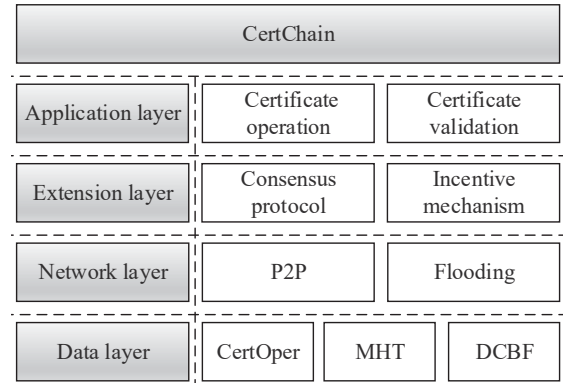 CertChain
Application layer
Certificate
operation
Certificate
validation
Extension layer
Consensus
protocol
Incentive
mechanism
Network layer
P2P
Flooding
Data layer
CertOper
MHT
DCBF